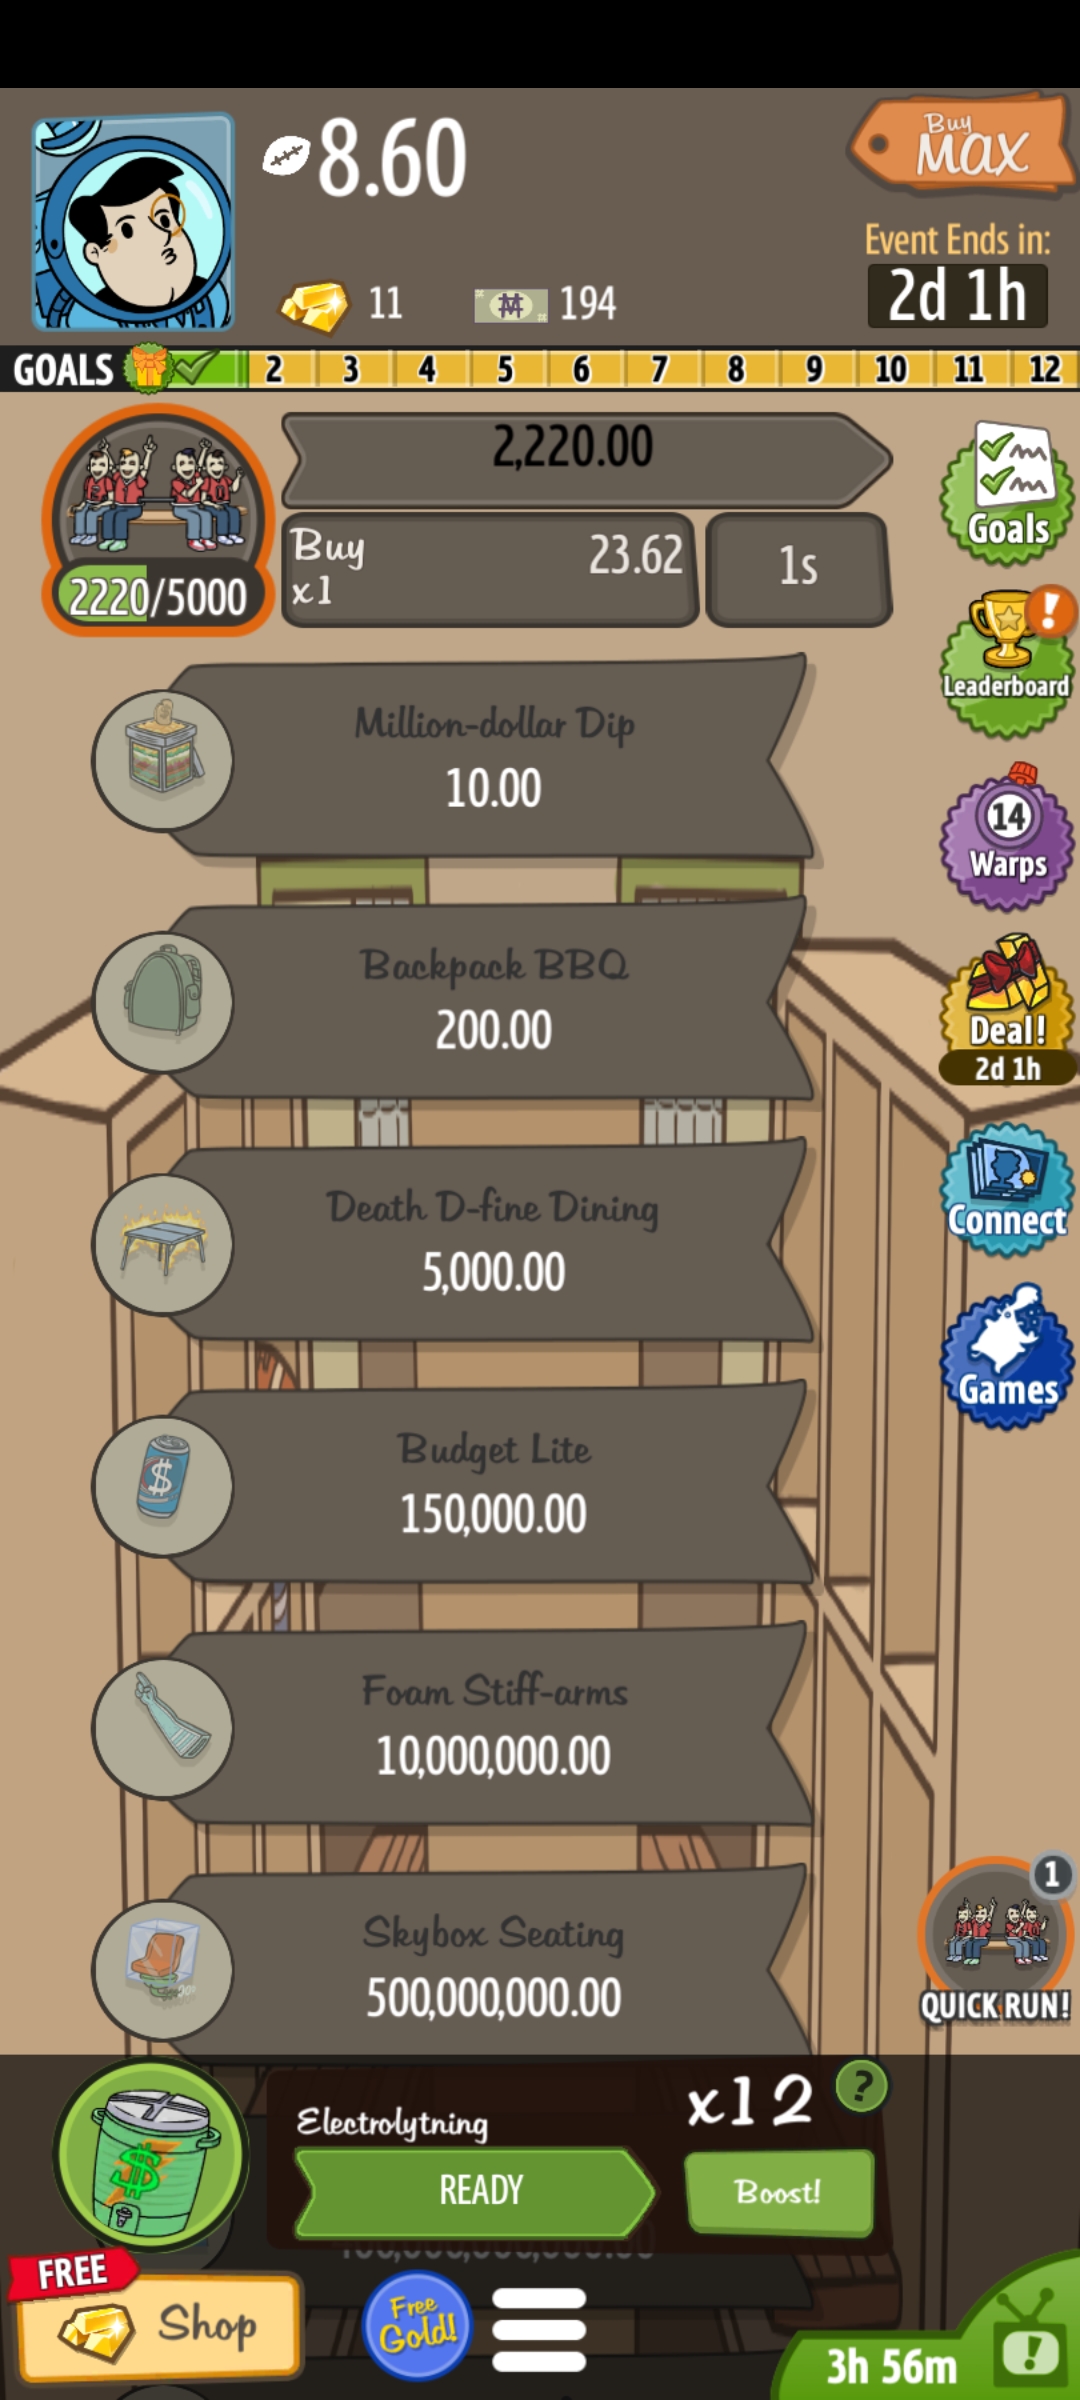 8.60
Buy
Max
11
194
Event Ends in:
2d 1h
GOALS 2 3 4 5 6 7 8 9 10 11 12
2,220.00
Buy
x1
23.62
1s
2220/5000
Goals
!
Leaderboard
Million-dollar Dip
10.00
14
Warps
Backpack BBQ
200.00
Deal!
2d 1h
Death D-fine Dining
5,000.00
Connect
Games
Budget Lite
150,000.00
$
Foam Stiff-arms
10,000,000.00
1
QUICK RUN!
Skybox Seating
500,000,000.00
Electrolytning
x12
?
$
READY
Boost!
FREE
Shop
Free
Gold!
3h 56m
!